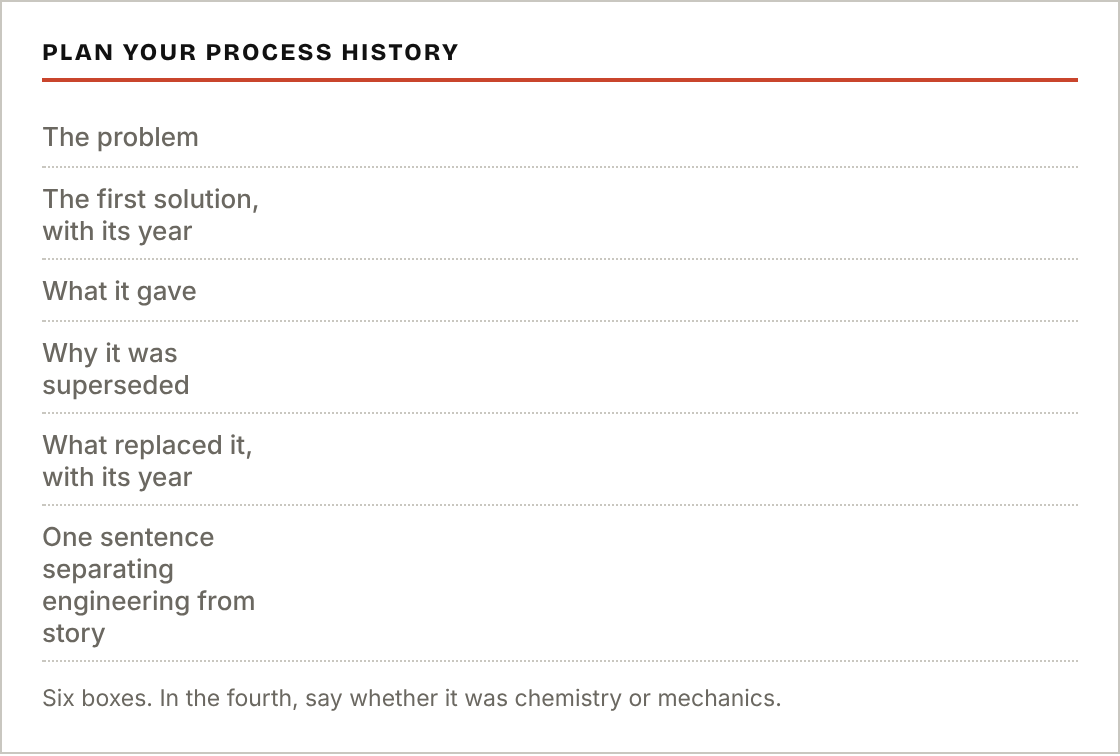 PLAN YOUR PROCESS HISTORY
The problem
The first solution,
with its year
What it gave
Why it was
superseded
What replaced it,
with its year
One sentence
separating
engineering from
story
Six boxes. In the fourth, say whether it was chemistry or mechanics.